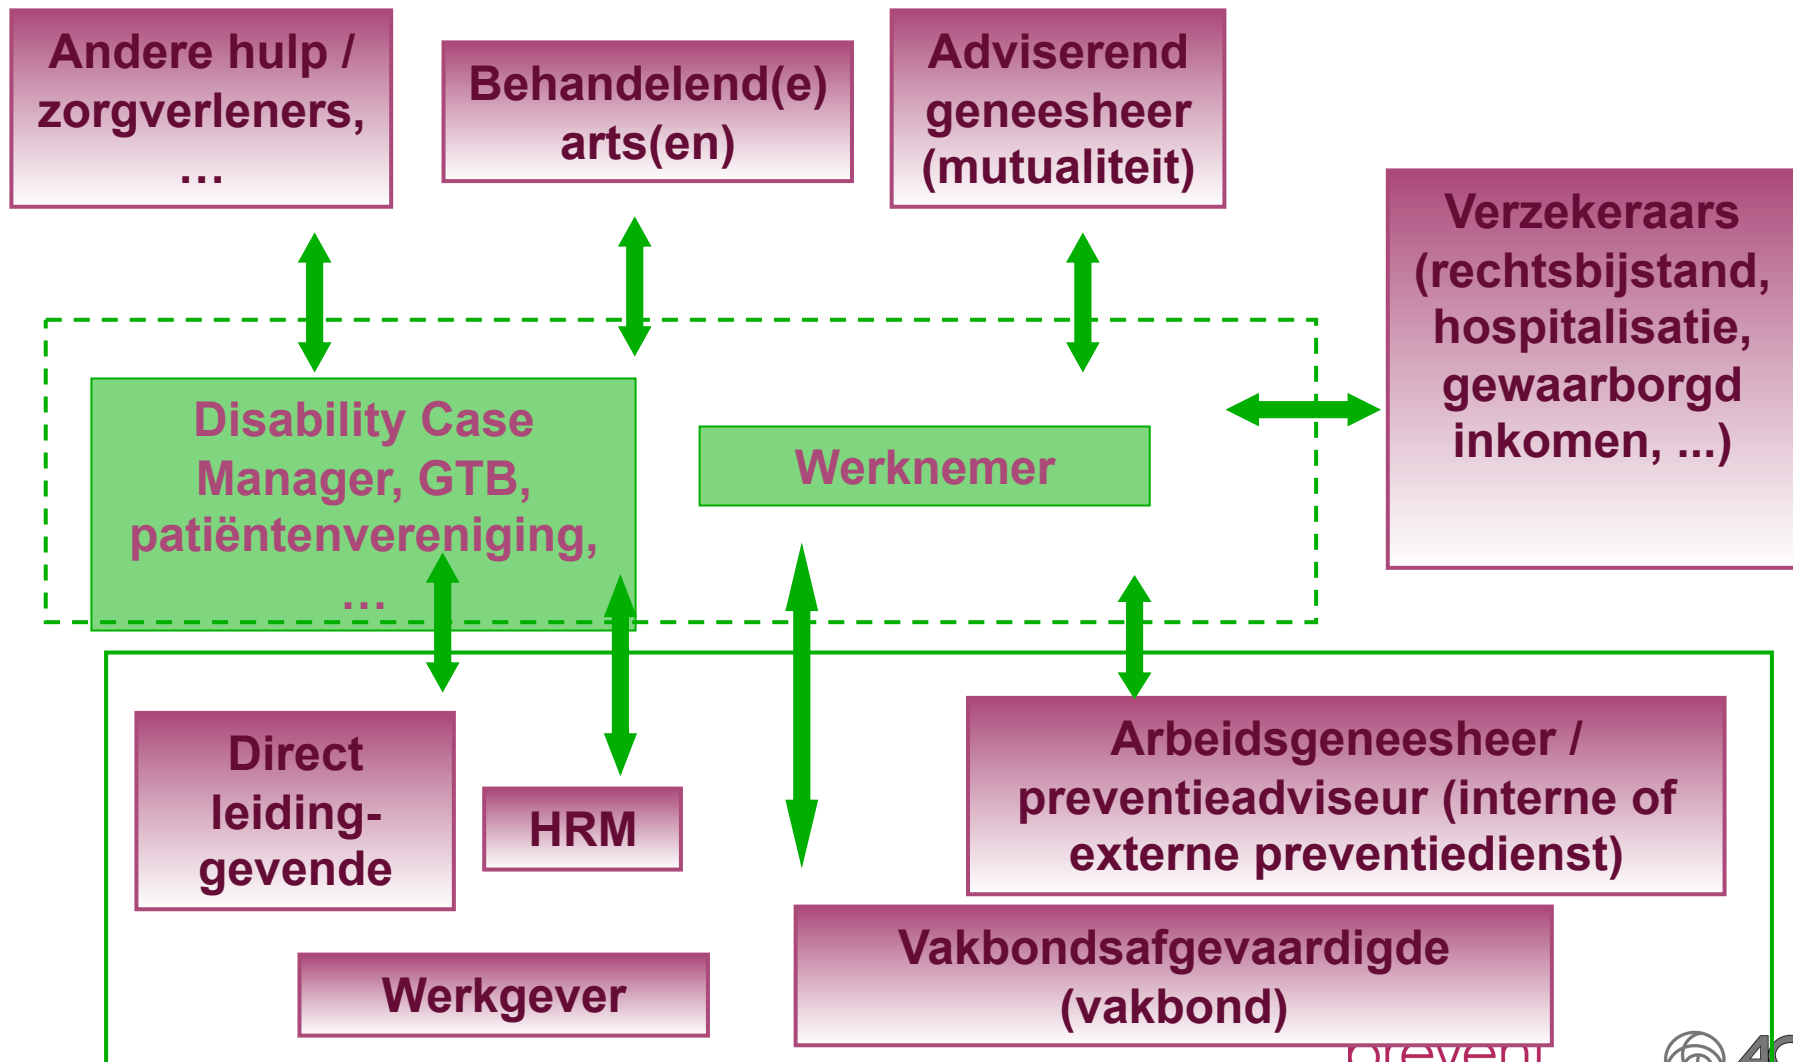 Andere hulp /
zorgverleners,
…
Behandelend(e)
arts(en)
Adviserend
geneesheer
(mutualiteit)
Verzekeraars
(rechtsbijstand,
hospitalisatie,
gewaarborgd
inkomen, ...)
Disability Case
Manager, GTB,
patiëntenvereniging,
…
Werknemer
Direct
leiding-
gevende
HRM
Arbeidsgeneesheer /
preventieadviseur (interne of
externe preventiedienst)
Werkgever
Vakbondsafgevaardigde
(vakbond)
prevent